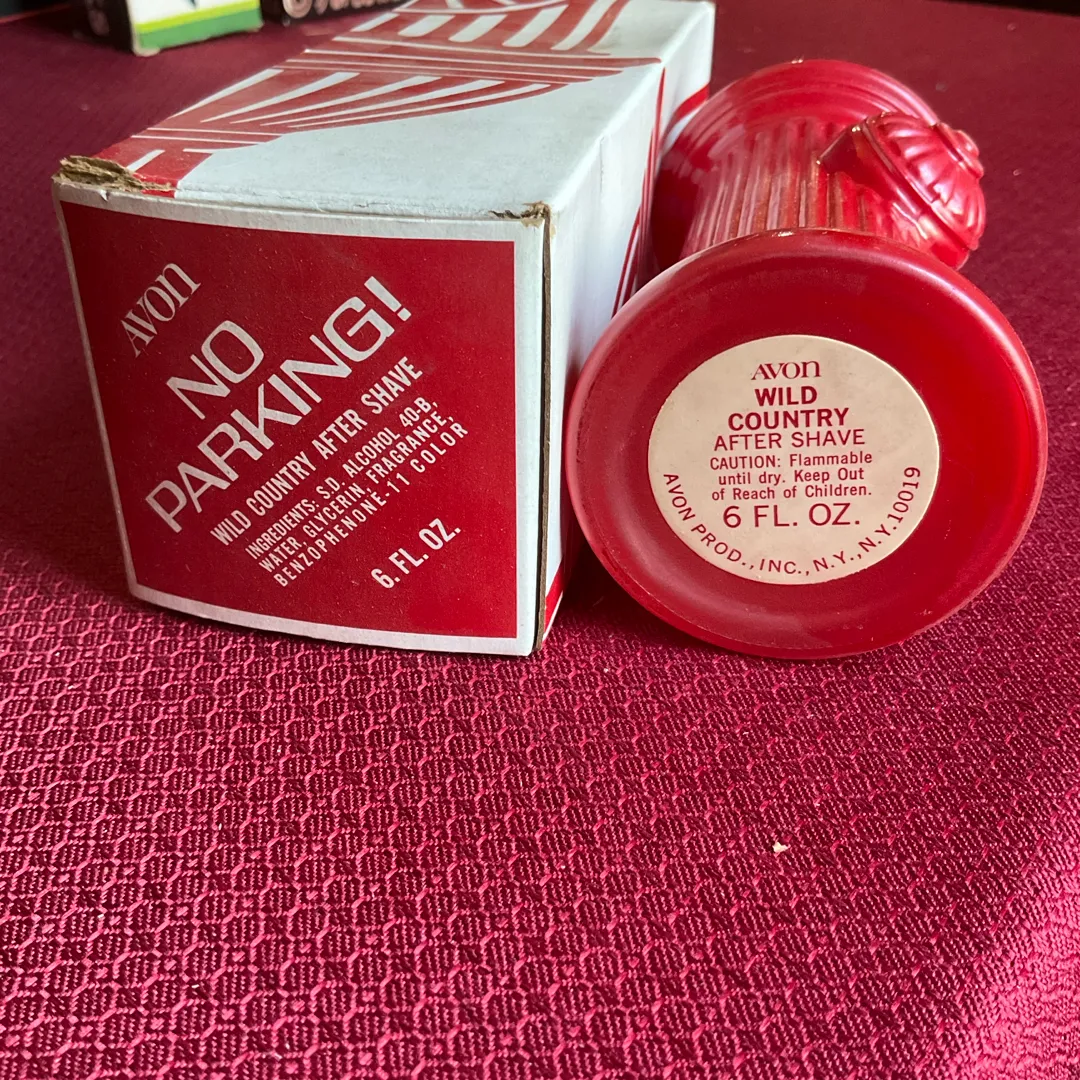 AVON
NO
PARKING!
WILD COUNTRY AFTER SHAVE
INGREDIENTS: S.D. ALCOHOL 40-B,
WATER, GLYCERIN, FRAGRANCE,
BENZOPHENONE-11 COLOR
6. FL. OZ.
AVON
WILD
COUNTRY
AFTER SHAVE
CAUTION: Flammable
until dry. Keep Out
of Reach of Children.
6 FL. OZ.
AVON PROD., INC., N.Y., N.Y. 10019